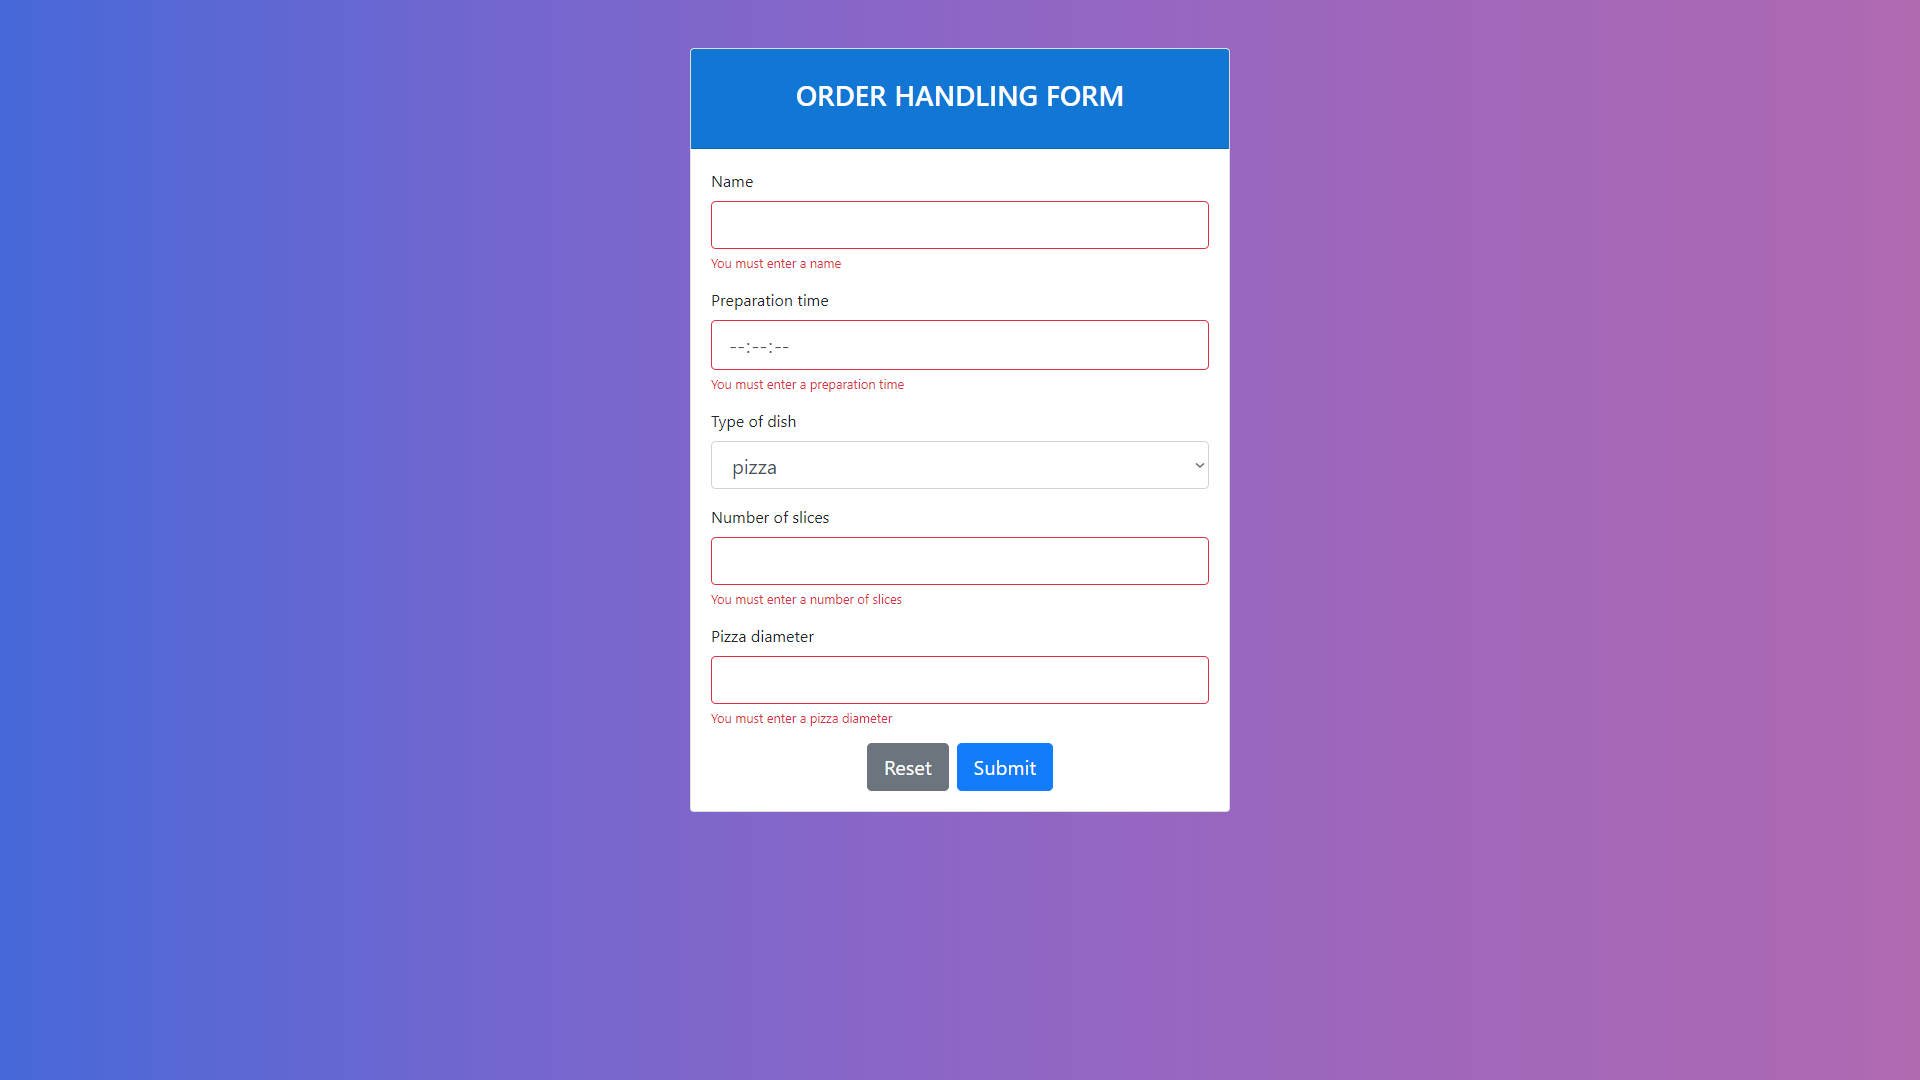 ORDER HANDLING FORM
Name
You must enter a name
Preparation time
--:--:--
You must enter a preparation time
Type of dish
pizza
Number of slices
You must enter a number of slices
Pizza diameter
You must enter a pizza diameter
Reset Submit